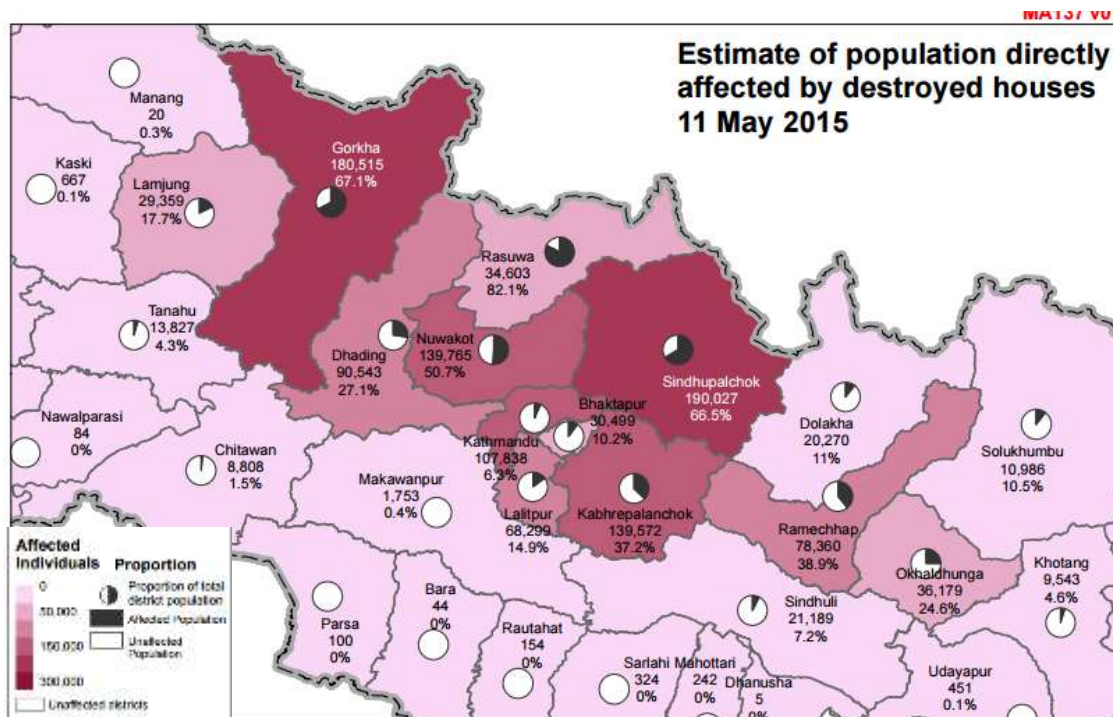 MA137 v0
Estimate of population directly
affected by destroyed houses
11 May 2015
Manang
20
0.3%
Kaski
667
0.1%
Lamjung
29,359
17.7%
Gorkha
180,515
67.1%
Rasuwa
34,603
82.1%
Tanahu
13,827
4.3%
Dhading
90,543
27.1%
Nuwakot
139,765
50.7%
Sindhupalchok
190,027
66.5%
Dolakha
20,270
11%
Solukhumbu
10,986
10.5%
Nawalparasi
84
0%
Chitawan
8,808
1.5%
Makawanpur
1,753
0.4%
Kathmandu
107,838
6.3%
Bhaktapur
30,499
10.2%
Lalitpur
68,299
14.9%
Kabhrepalanchok
139,572
37.2%
Ramechhap
78,360
38.9%
Okhaldhunga
36,179
24.6%
Khotang
9,543
4.6%
Sindhuli
21,189
7.2%
Parsa
100
0%
Bara
44
0%
Rautahat
154
0%
Sarlahi
324
0%
Mahottari
242
0%
Dhanusha
5
0%
Udayapur
451
0.1%
Affected
Individuals
0
50,000
150,000
300,000
Proportion
Proportion of total
district population
Affected Population
Unaffected
Population
Unaffected districts